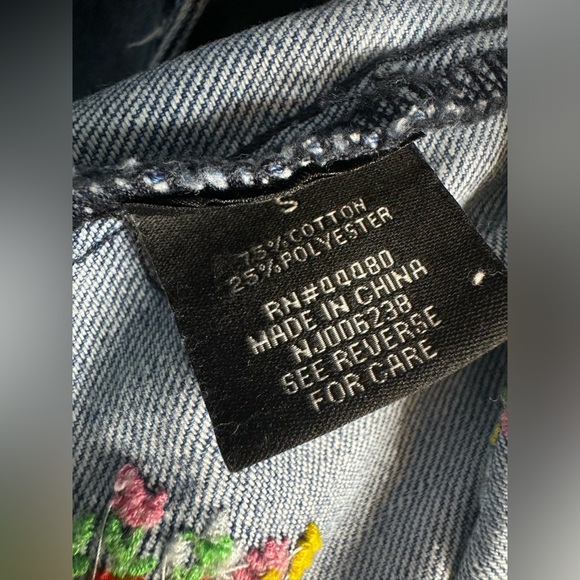 S
75% COTTON
25% POLYESTER
RN#44480
MADE IN CHINA
NJ006238
SEE REVERSE
FOR CARE